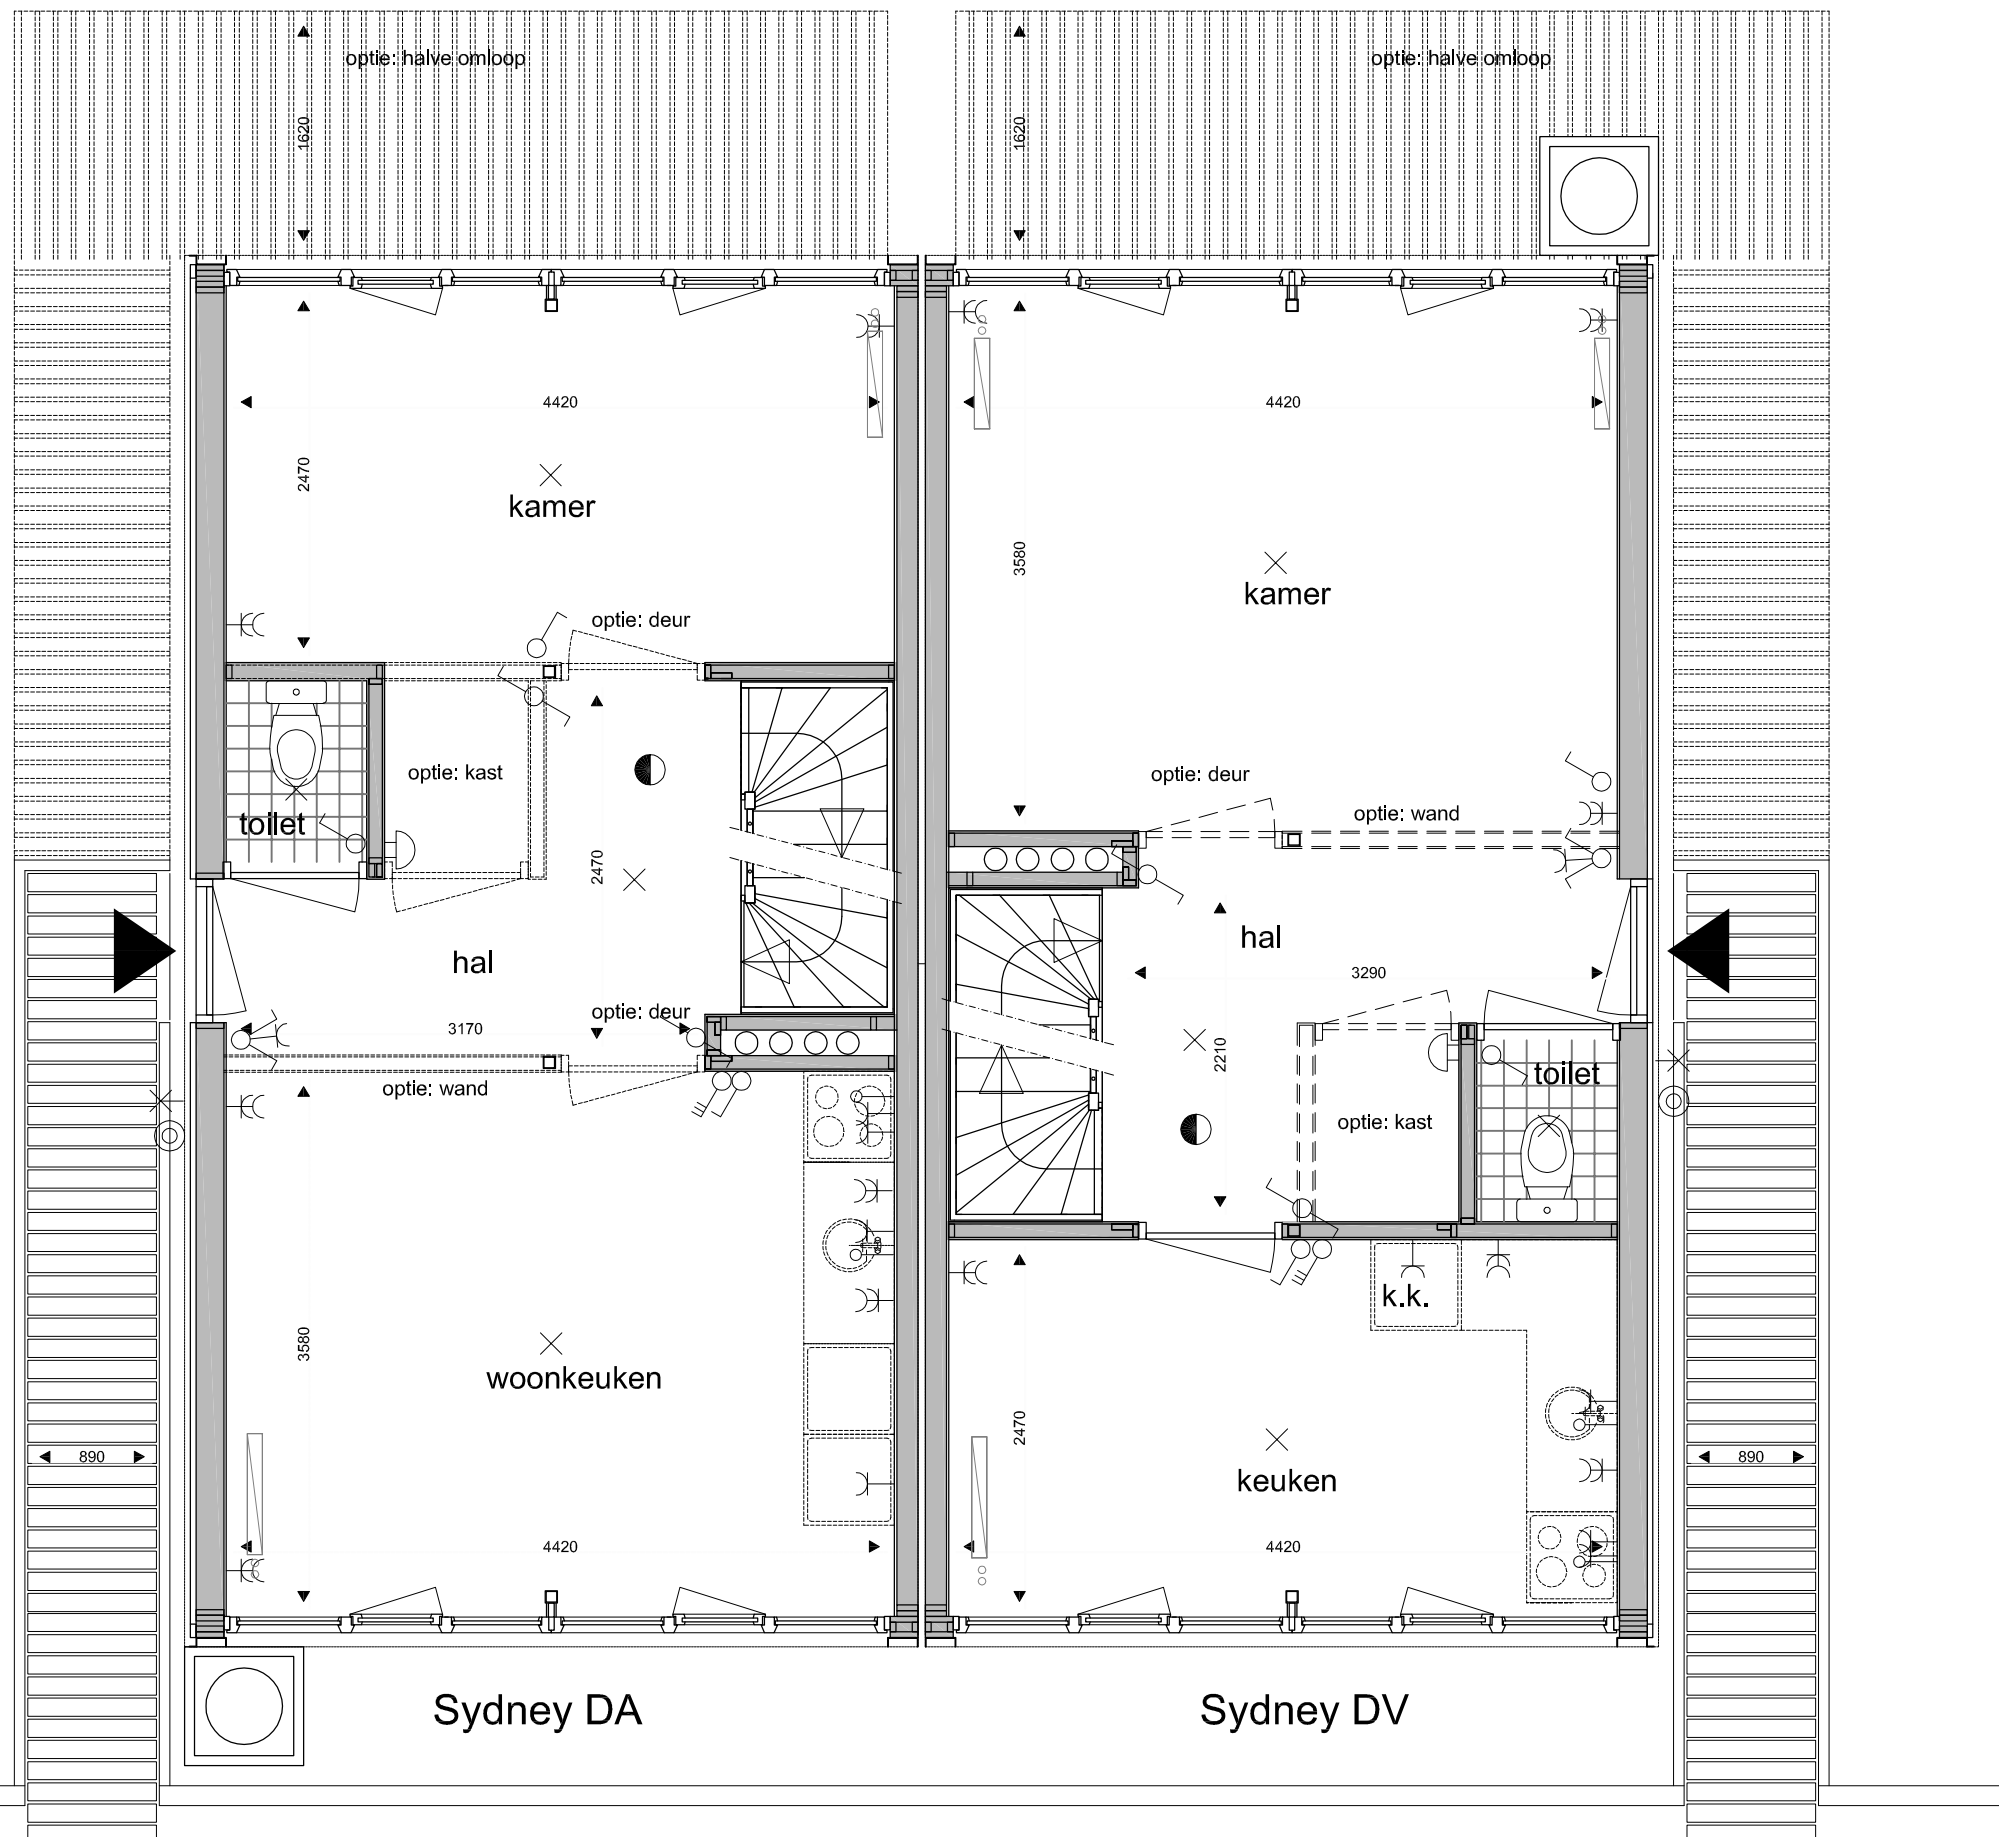 optie: halve omloop
optie: halve omloop
1620
1620
4420
4420
2470
kamer
3580
kamer
optie: deur
optie: kast
optie: deur
toilet
optie: wand
2470
hal
hal
3290
optie: deur
3170
2210
toilet
optie: wand
optie: kast
k.k.
3580
woonkeuken
2470
keuken
890
890
4420
4420
Sydney DA
Sydney DV